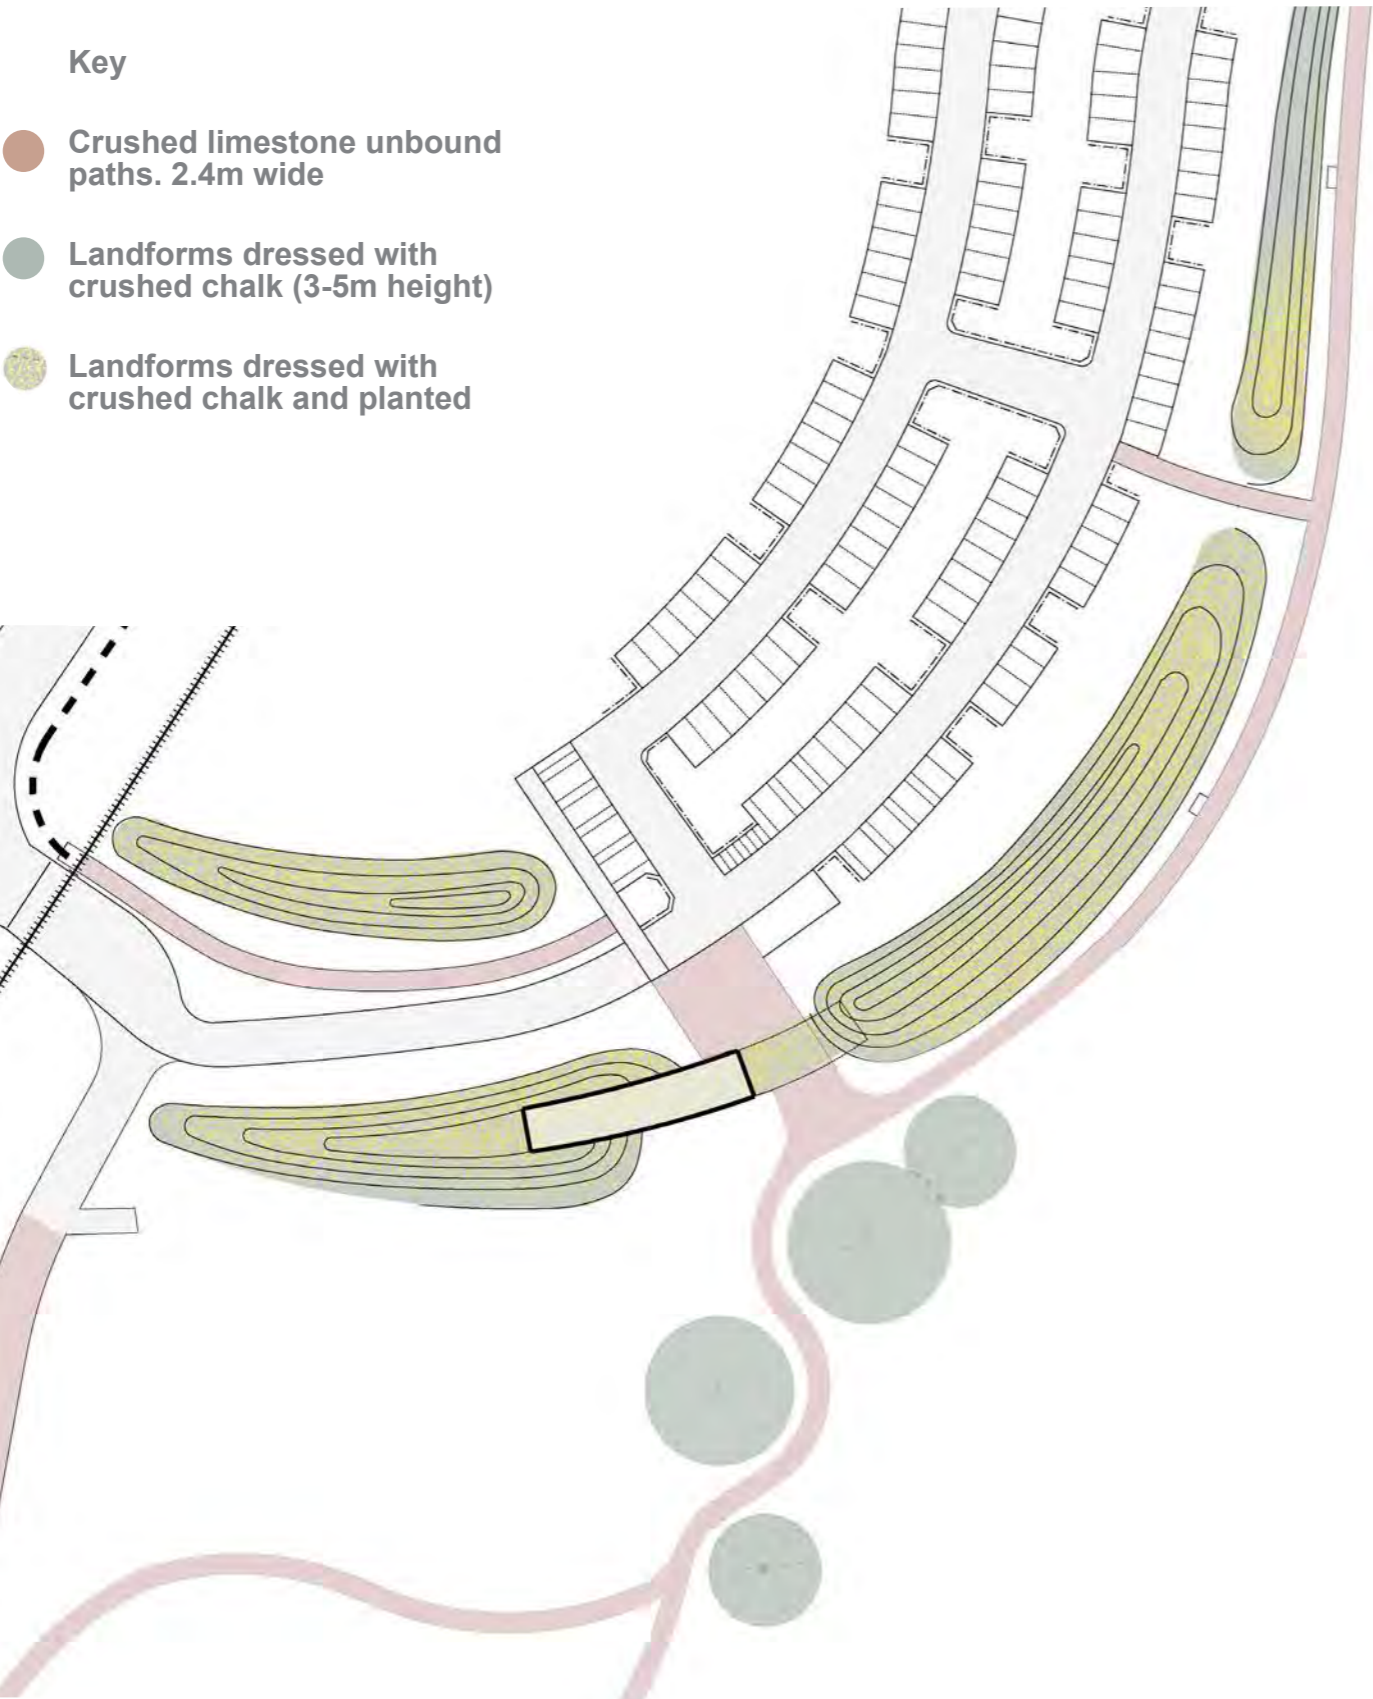 Key
Crushed limestone unbound
paths. 2.4m wide
Landforms dressed with
crushed chalk (3-5m height)
Landforms dressed with
crushed chalk and planted